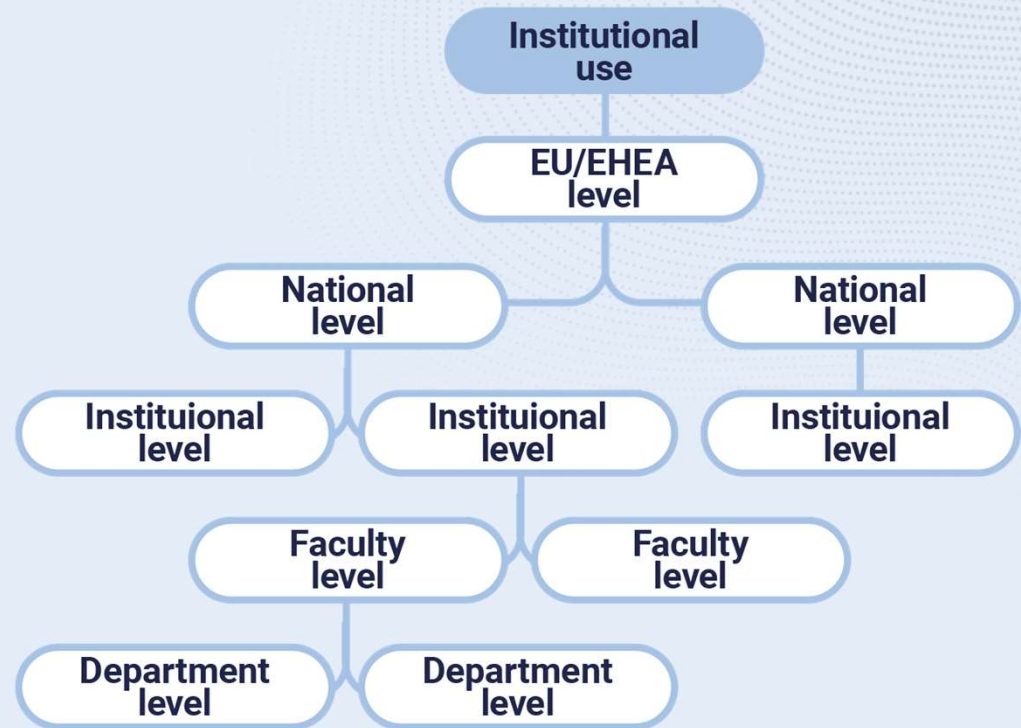 Institutional
use
EU/EHEA
level
National
level
National
level
Instituional
level
Instituional
level
Instituional
level
Faculty
level
Faculty
level
Department
level
Department
level